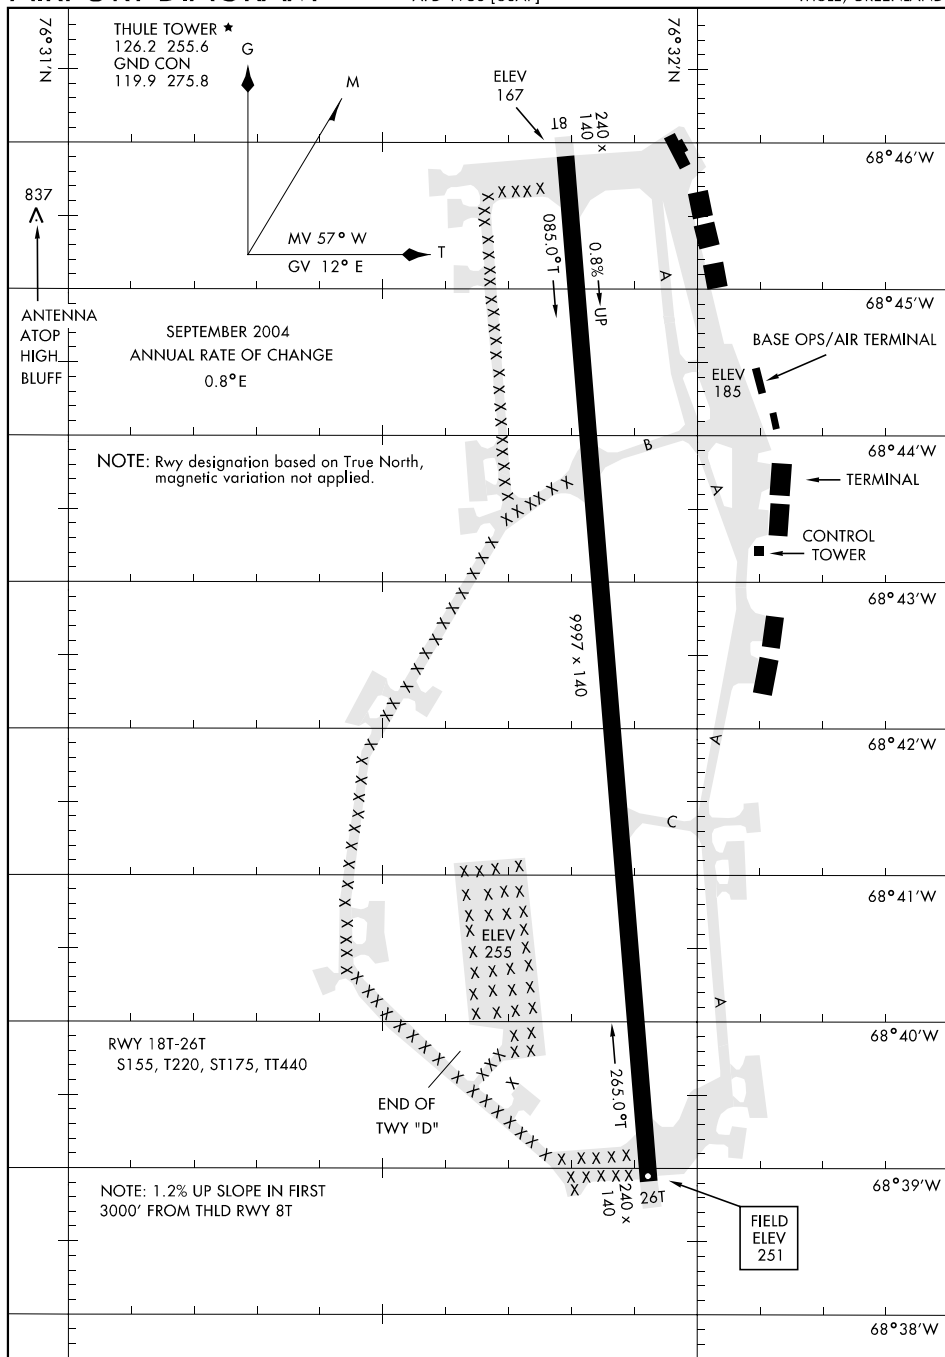 76°31'N
76°32'N
THULE TOWER ★
126.2 255.6
GND CON
119.9 275.8
G
M
T
MV 57° W
GV 12° E
ELEV
167
8T
240 x
140
68°46'W
837
ANTENNA
ATOP
HIGH
BLUFF
085.0°T
0.8% UP
A
68°45'W
SEPTEMBER 2004
ANNUAL RATE OF CHANGE
0.8°E
BASE OPS/AIR TERMINAL
ELEV
185
68°44'W
B
NOTE: Rwy designation based on True North,
magnetic variation not applied.
A
TERMINAL
CONTROL
TOWER
68°43'W
9997 x 140
68°42'W
A
C
68°41'W
ELEV
255
A
68°40'W
RWY 18T-26T
S155, T220, ST175, TT440
265.0°T
END OF
TWY "D"
68°39'W
NOTE: 1.2% UP SLOPE IN FIRST
3000' FROM THLD RWY 8T
240 x
140
26T
FIELD
ELEV
251
68°38'W